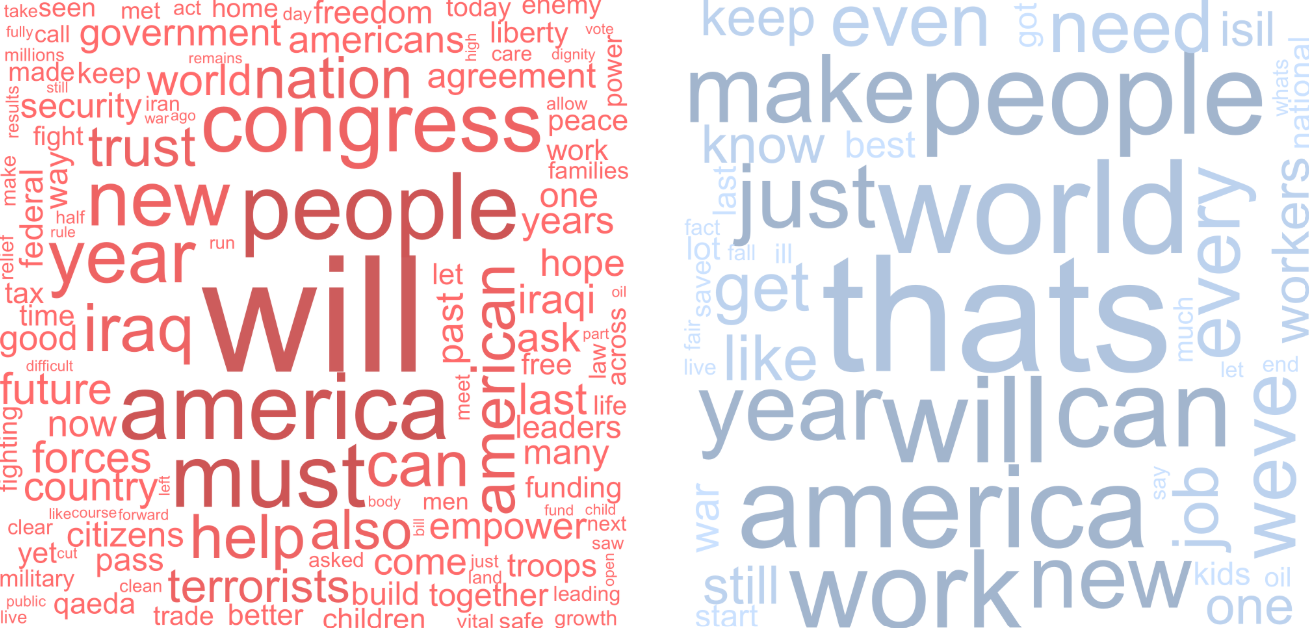 take seen met act home day freedom today enemy
fully call government americans high liberty vote
millions remains care dignity power
made keep world nation agreement
still
results security iran war ago congress allow peace
fight trust work
families
make federal way new people one
half years
rule
relief year run will let hope
tax iraqi oil
time iraq past american
good ask part law across
difficult free
future america meet last life
now leaders
fighting forces must can many
country left funding
body men fund child
like course forward
clear citizens help also bill empower next
saw
yet cut pass asked come just troops open
military land
clean terrorists build together leading
public qaeda
live trade better children vital safe growth
keep even got need isil
make people whats national
know best
last just world every workers
fact
lot fall ill
save get thats
fair much
like
live let end
year will can weve
war america say job
still work new kids oil
start one